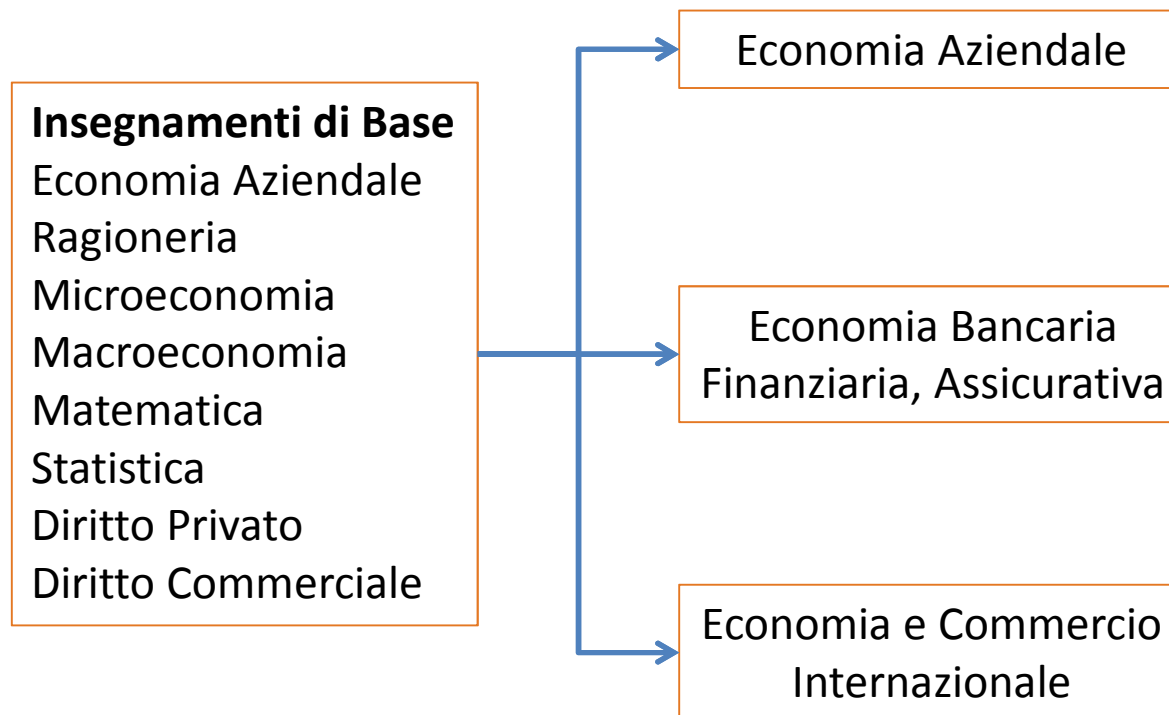 Insegnamenti di Base
Economia Aziendale
Ragioneria
Microeconomia
Macroeconomia
Matematica
Statistica
Diritto Privato
Diritto Commerciale
Economia Aziendale
Economia Bancaria
Finanziaria, Assicurativa
Economia e Commercio
Internazionale